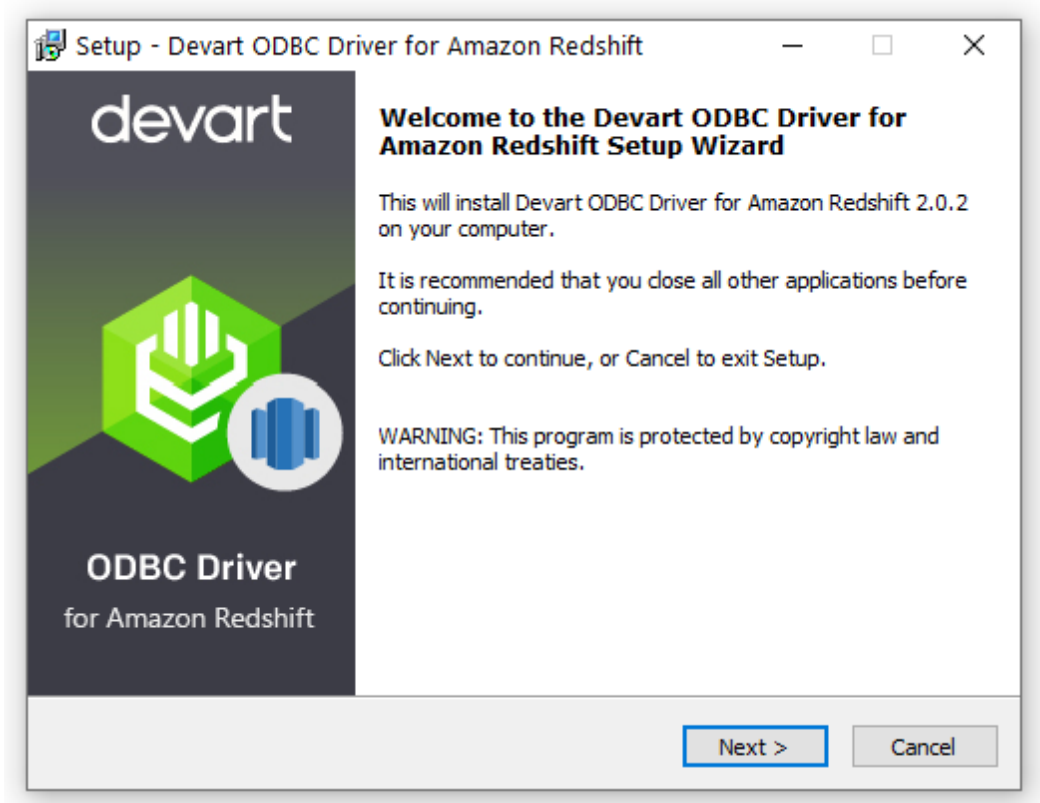 Setup - Devart ODBC Driver for Amazon Redshift
devart
Welcome to the Devart ODBC Driver for
Amazon Redshift Setup Wizard
This will install Devart ODBC Driver for Amazon Redshift 2.0.2
on your computer.
It is recommended that you close all other applications before
continuing.
Click Next to continue, or Cancel to exit Setup.
WARNING: This program is protected by copyright law and
international treaties.
ODBC Driver
for Amazon Redshift
Next >
Cancel